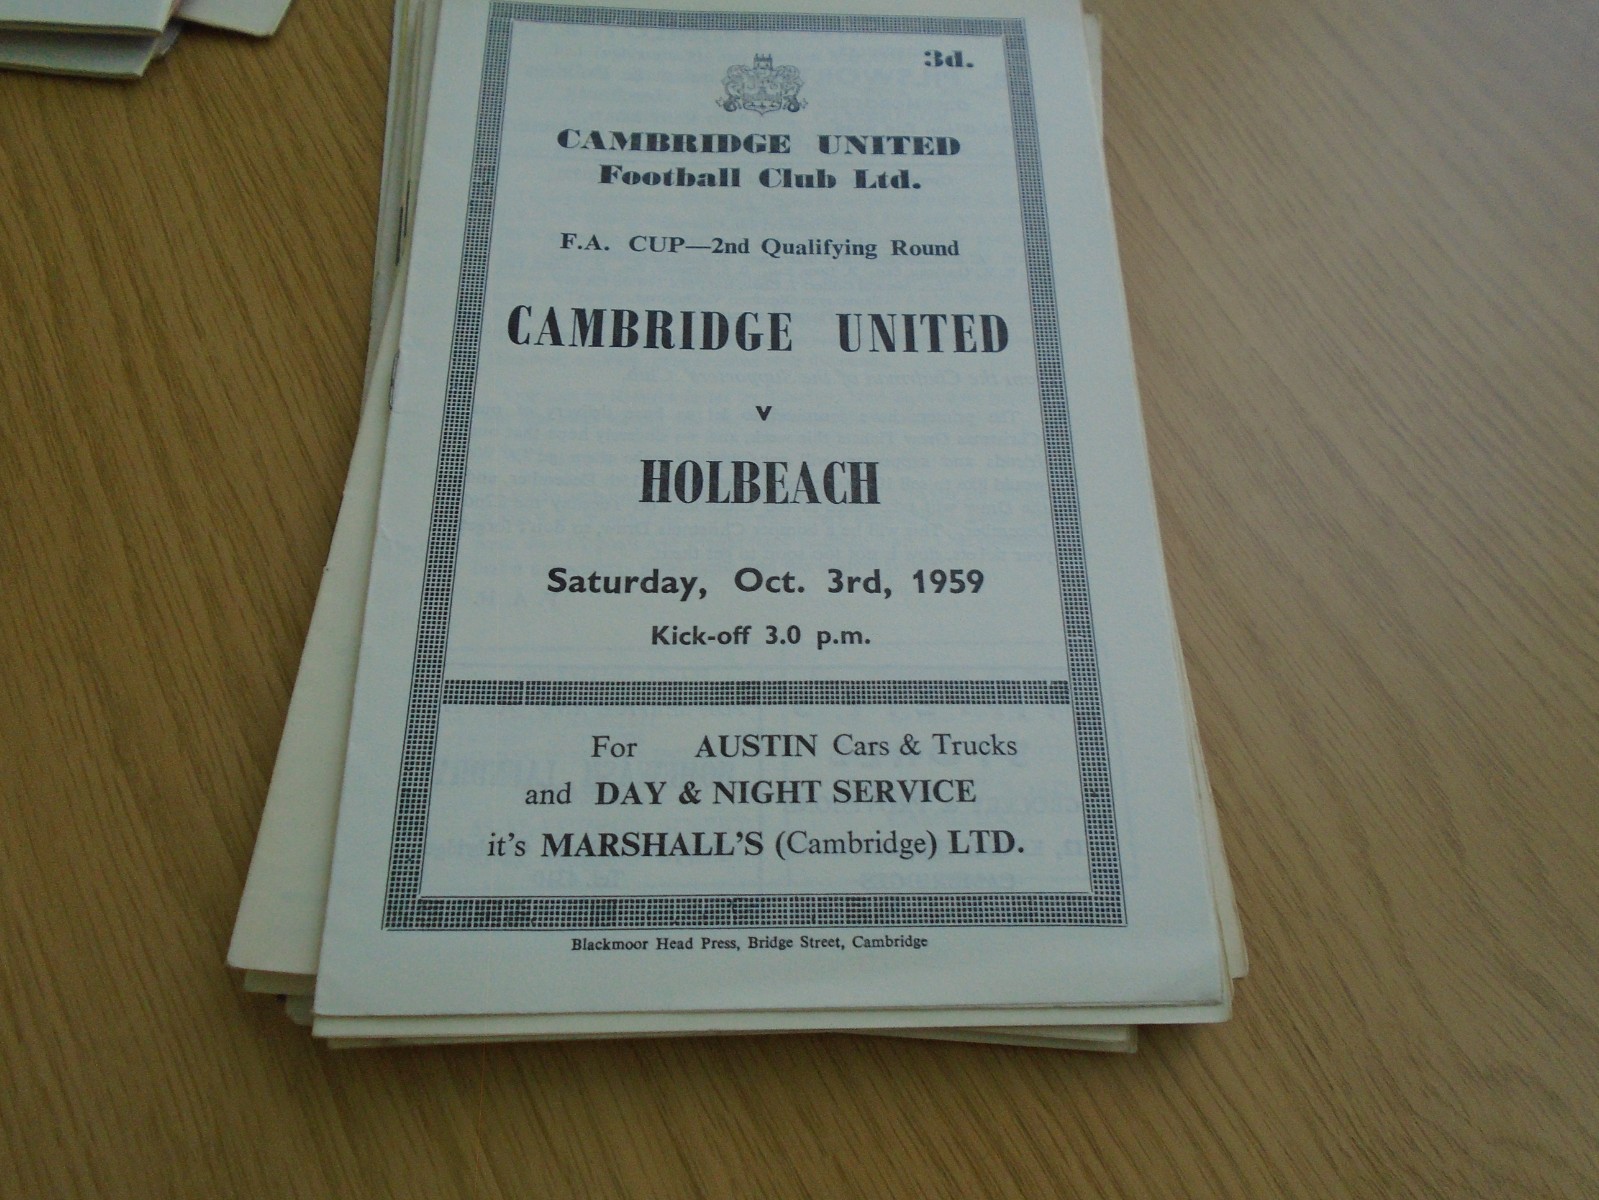 3d.
CAMBRIDGE UNITED
Football Club Ltd.
F.A. CUP—2nd Qualifying Round
CAMBRIDGE UNITED
v
HOLBEACH
Saturday, Oct. 3rd, 1959
Kick-off 3.0 p.m.
For AUSTIN Cars & Trucks
and DAY & NIGHT SERVICE
it's MARSHALL'S (Cambridge) LTD.
Blackmoor Head Press, Bridge Street, Cambridge